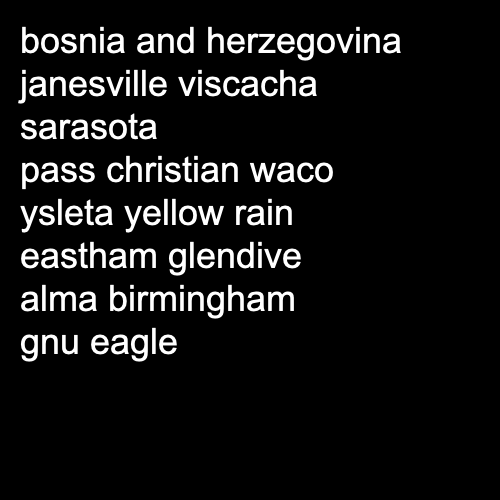 bosnia and herzegovina
janesville viscacha
sarasota
pass christian waco
ysleta yellow rain
eastham glendive
alma birmingham
gnu eagle